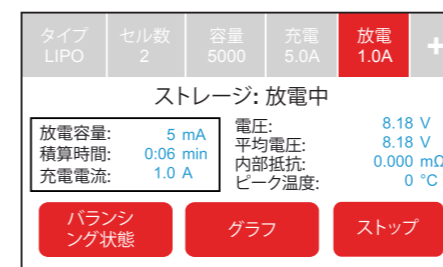 タイプ セル数 容量 充電 放電 +
LIPO 2 5000 5.0A 1.0A
ストレージ: 放電中
放電容量: 5 mA
積算時間: 0:06 min
充電電流: 1.0 A
電圧: 8.18 V
平均電圧: 8.18 V
内部抵抗: 0.000 mΩ
ピーク温度: 0 °C
バランシ
ング状態
グラフ
ストップ